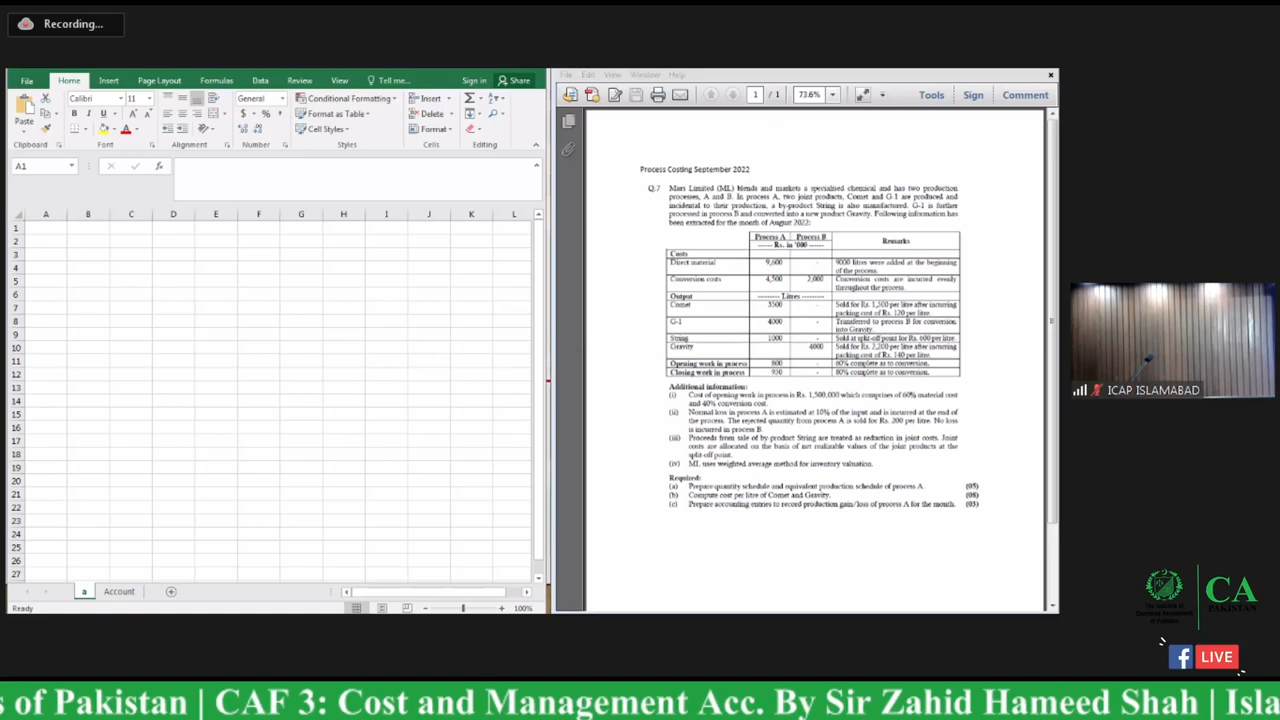 Recording...
File Home Insert Page Layout Formulas Data Review View Tell me... Sign in Share
Paste
Calibri 11
General
Conditional Formatting
Format as Table
Cell Styles
Insert
Delete
Format
Clipboard Font Alignment Number Styles Cells Editing
A1
fx
2
3
4
5
6
7
8
9
10
11
12
13
14
15
16
17
18
19
20
21
22
23
24
25
26
27
a Account
Ready
100%
File Edit View Window Help
1 / 1 73.6% Tools Sign Comment
Process Costing September 2022
Q.7 Mars Limited (ML) blends and markets a specialised chemical and has two production
processes, A and B. In process A, two joint products, Comet and G-1 are produced and
incidental to their production, a by-product String is also manufactured. G-1 is further
processed in process B and converted into a new product Gravity. Following information has
been extracted for the month of August 2022:
Process A Process B Remarks
----- Rs. in '000 -----
Costs
Direct material 9,600 - 9000 litres were added at the beginning
of the process.
Conversion costs 4,500 2,000 Conversion costs are incurred evenly
throughout the process.
Output -------- Litres --------
Comet 3500 - Sold for Rs. 1,300 per litre after incurring
packing cost of Rs. 120 per litre.
G-1 4000 - Transferred to process B for conversion
into Gravity.
String 1000 - Sold at split-off point for Rs. 600 per litre.
Gravity 4000 Sold for Rs. 2,200 per litre after incurring
packing cost of Rs. 140 per litre.
Opening work in process 800 - 60% complete as to conversion.
Closing work in process 950 - 80% complete as to conversion.
Additional information:
(i) Cost of opening work in process is Rs. 1,500,000 which comprises of 60% material cost
and 40% conversion cost.
(ii) Normal loss in process A is estimated at 10% of the input and is incurred at the end of
the process. The rejected quantity from process A is sold for Rs. 200 per litre. No loss
is incurred in process B.
(iii) Proceeds from sale of by-product String are treated as reduction in joint costs. Joint
costs are allocated on the basis of net realizable values of the joint products at the
split off point.
(iv) ML uses weighted average method for inventory valuation.
Required:
(a) Prepare quantity schedule and equivalent production schedule of process A. (05)
(b) Compute cost per litre of Comet and Gravity. (08)
(c) Prepare accounting entries to record production gain/loss of process A for the month. (03)
ICAP ISLAMABAD
The Institute of
Chartered Accountants
of Pakistan
CA
PAKISTAN
LIVE
s of Pakistan | CAF 3: Cost and Management Acc. By Sir Zahid Hameed Shah | Isla